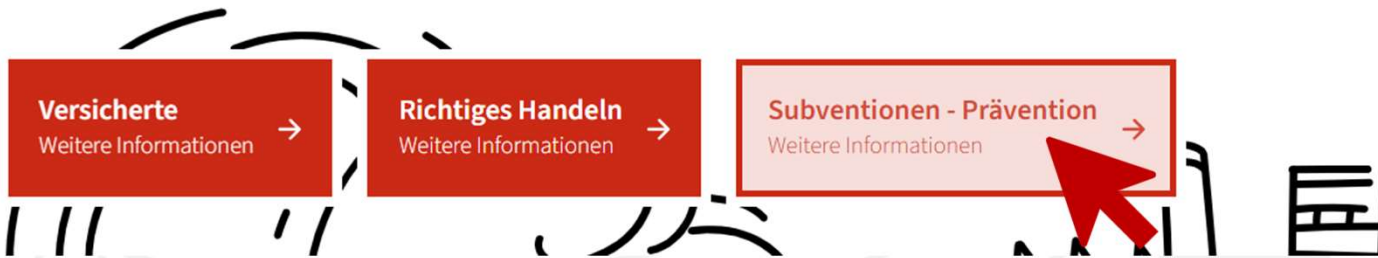 Versicherte
Weitere Informationen
Richtiges Handeln
Weitere Informationen
Subventionen - Prävention
Weitere Informationen